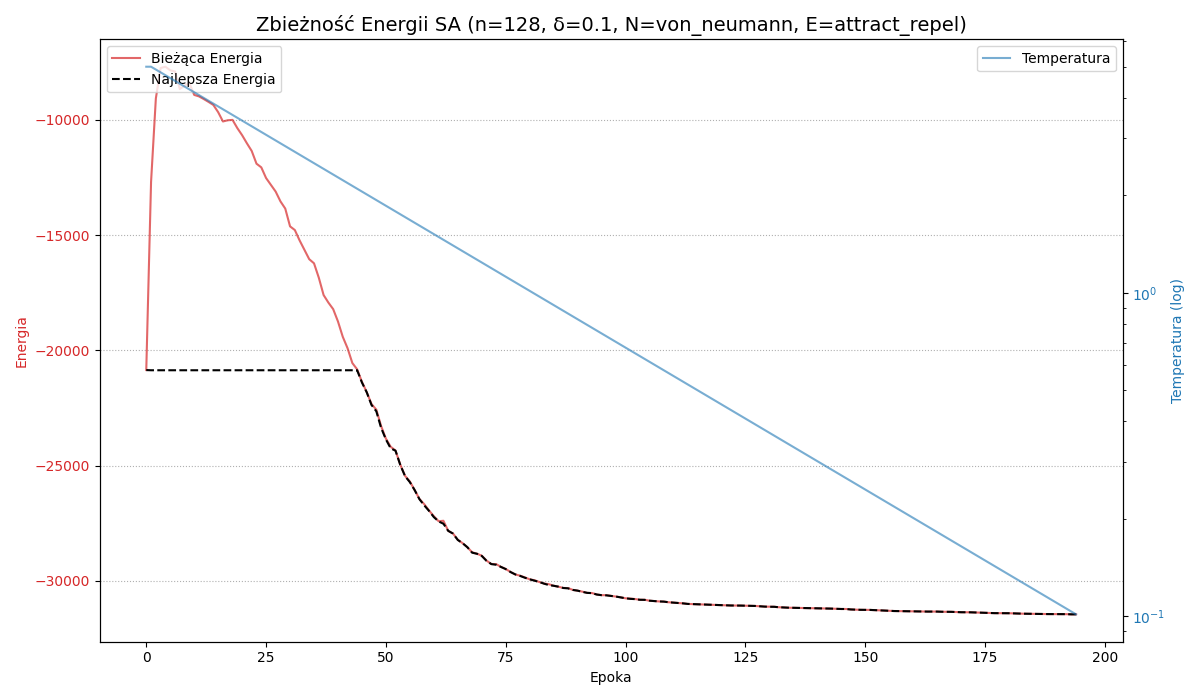 Zbieżność Energii SA (n=128, δ=0.1, N=von_neumann, E=attract_repel)
Bieżąca Energia
Najlepsza Energia
Temperatura
−10000
−15000
−20000
−25000
−30000
Energia
10⁰
10⁻¹
Temperatura (log)
0 25 50 75 100 125 150 175 200
Epoka